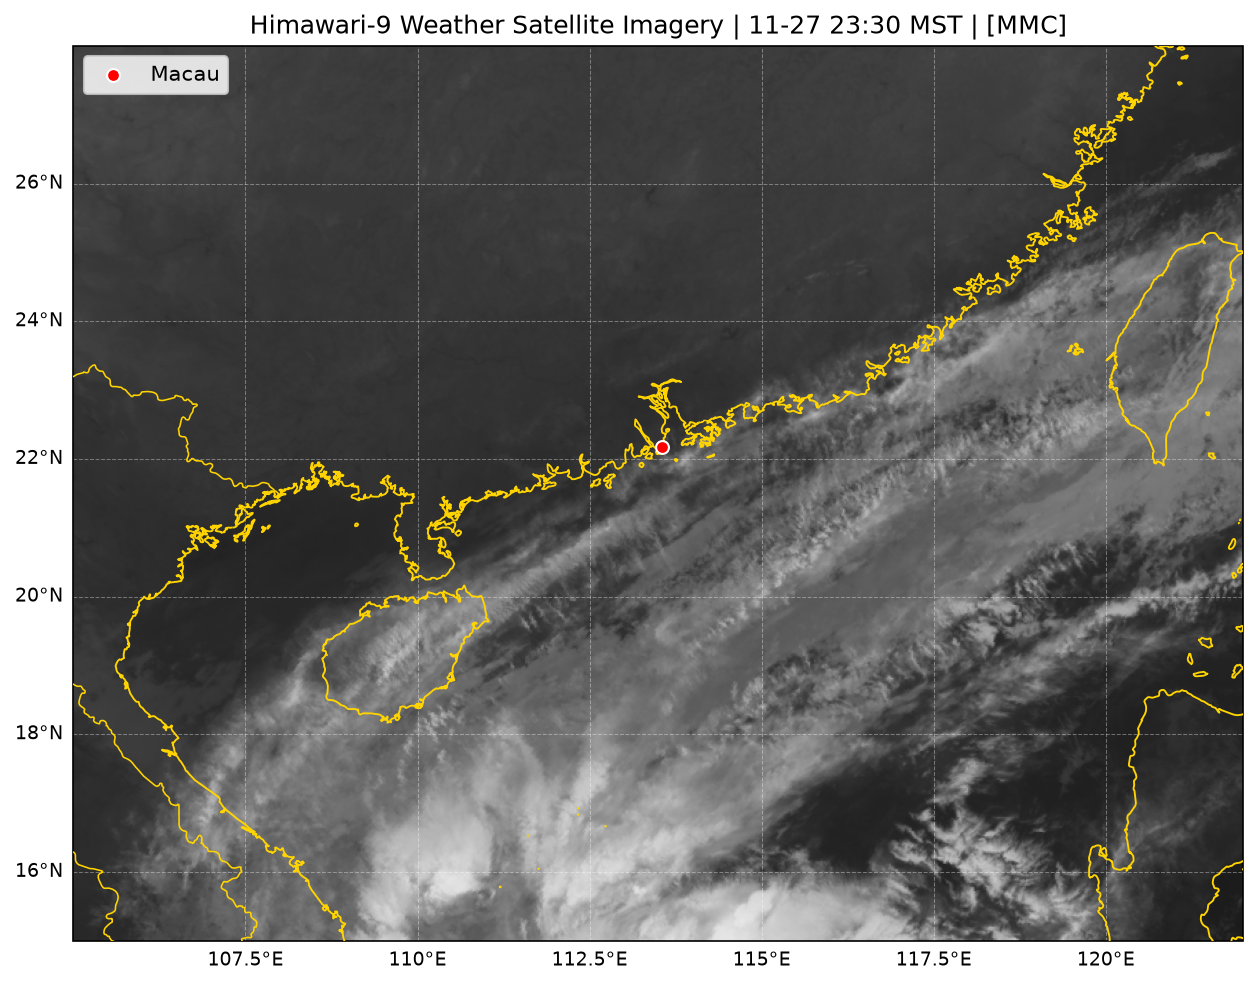 Himawari-9 Weather Satellite Imagery | 11-27 23:30 MST | [MMC]
Macau
26°N
24°N
22°N
20°N
18°N
16°N
107.5°E 110°E 112.5°E 115°E 117.5°E 120°E